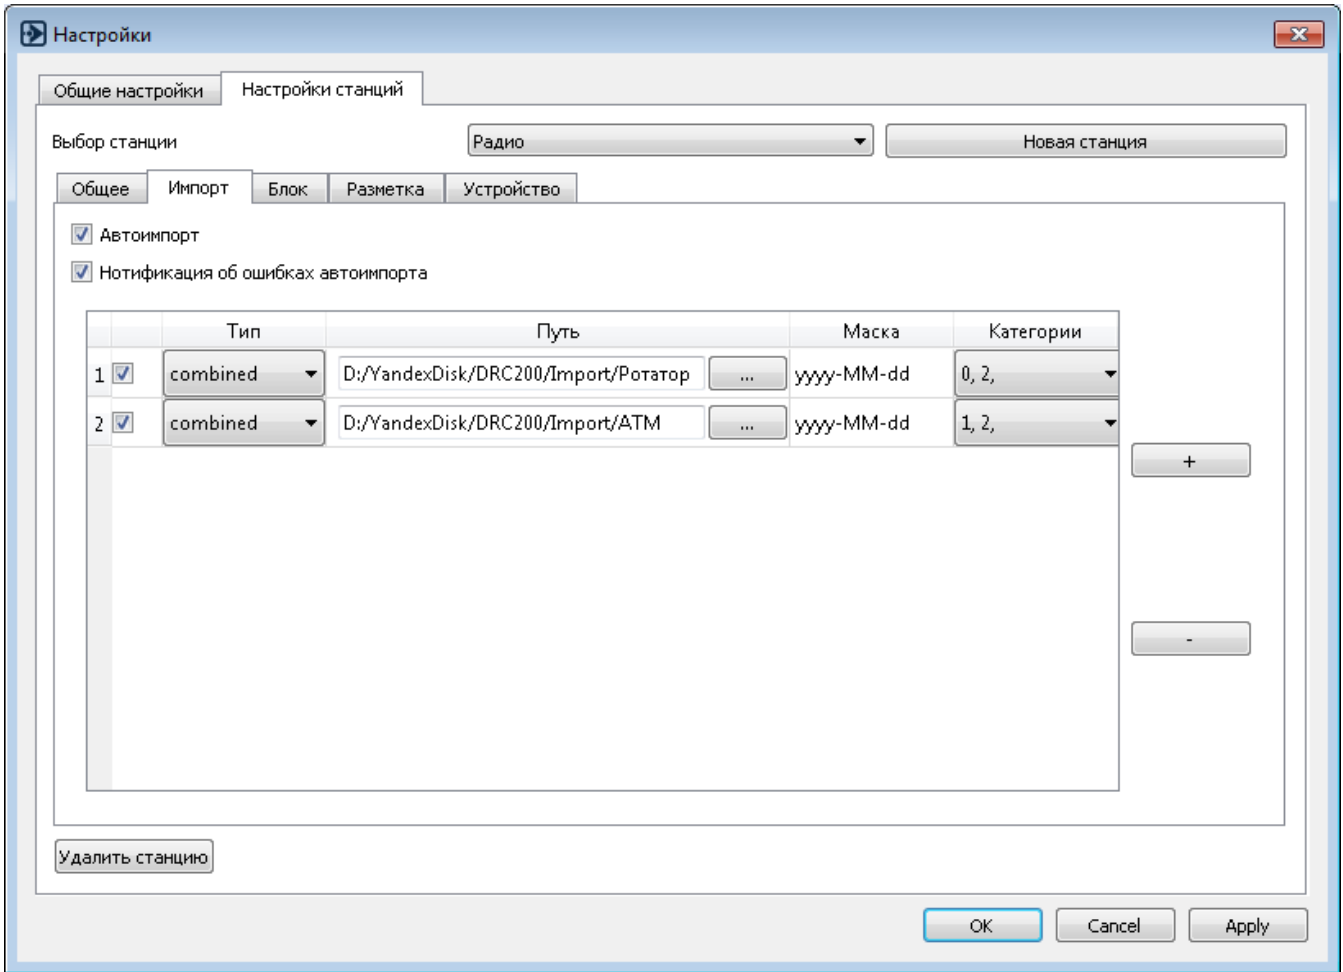 Настройки
Общие настройки Настройки станций
Выбор станции Радио Новая станция
Общее Импорт Блок Разметка Устройство
Автоимпорт
Нотификация об ошибках автоимпорта
Тип Путь Маска Категории
1 combined D:/YandexDisk/DRC200/Import/Ротатор ... yyyy-MM-dd 0, 2,
2 combined D:/YandexDisk/DRC200/Import/ATM ... yyyy-MM-dd 1, 2,
+
-
Удалить станцию
OK Cancel Apply